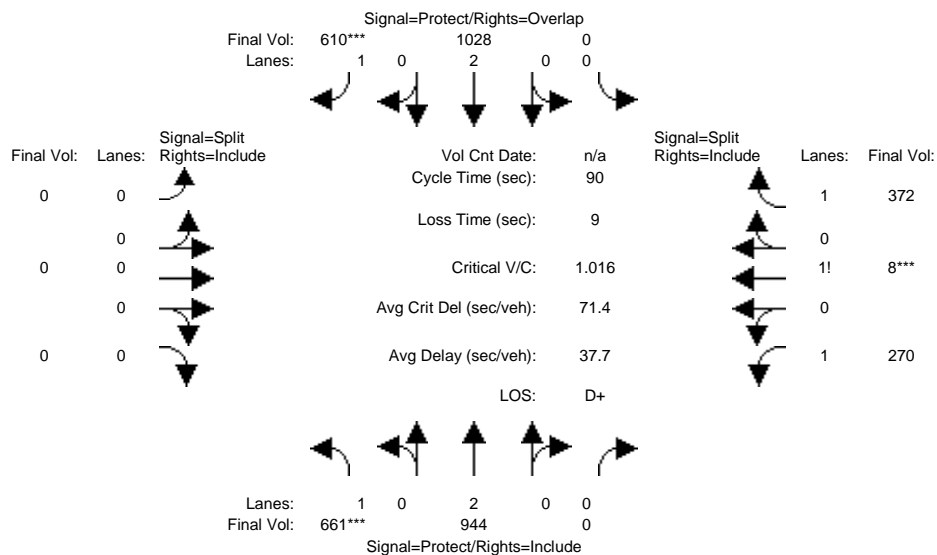 Signal=Protect/Rights=Overlap
Final Vol: 610*** 1028 0
Lanes: 1 0 2 0 0
Signal=Split
Final Vol: Lanes: Rights=Include
Vol Cnt Date: n/a
Signal=Split
Rights=Include Lanes: Final Vol:
Cycle Time (sec): 90
0 0
1 372
Loss Time (sec): 9
0
0
0 0
Critical V/C: 1.016
1! 8***
0
Avg Crit Del (sec/veh): 71.4
0
0 0
Avg Delay (sec/veh): 37.7
1 270
LOS: D+
Lanes: 1 0 2 0 0
Final Vol: 661*** 944 0
Signal=Protect/Rights=Include